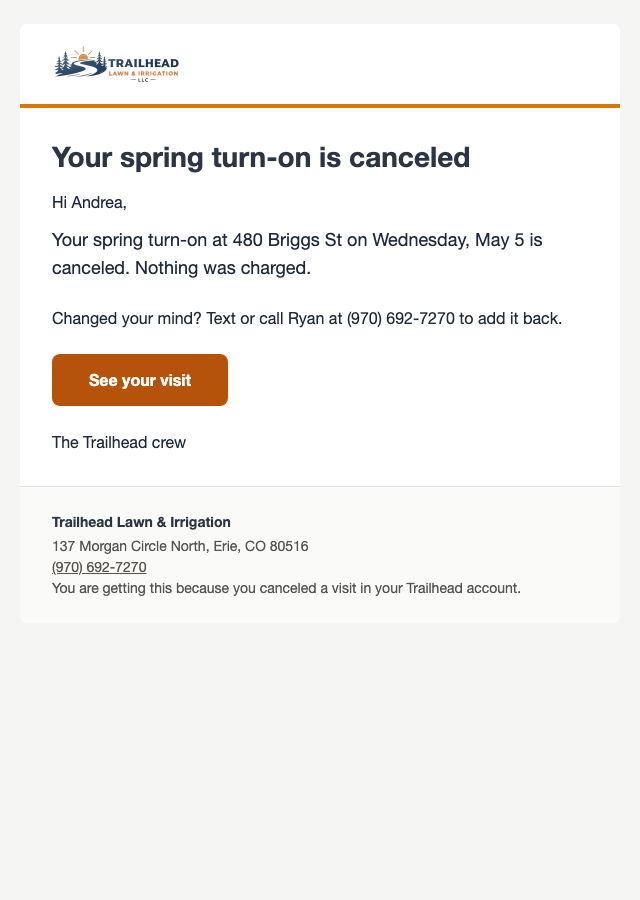 TRAILHEAD
LAWN & IRRIGATION
LLC
Your spring turn-on is canceled
Hi Andrea,
Your spring turn-on at 480 Briggs St on Wednesday, May 5 is
canceled. Nothing was charged.
Changed your mind? Text or call Ryan at (970) 692-7270 to add it back.
See your visit
The Trailhead crew
Trailhead Lawn & Irrigation
137 Morgan Circle North, Erie, CO 80516
(970) 692-7270
You are getting this because you canceled a visit in your Trailhead account.